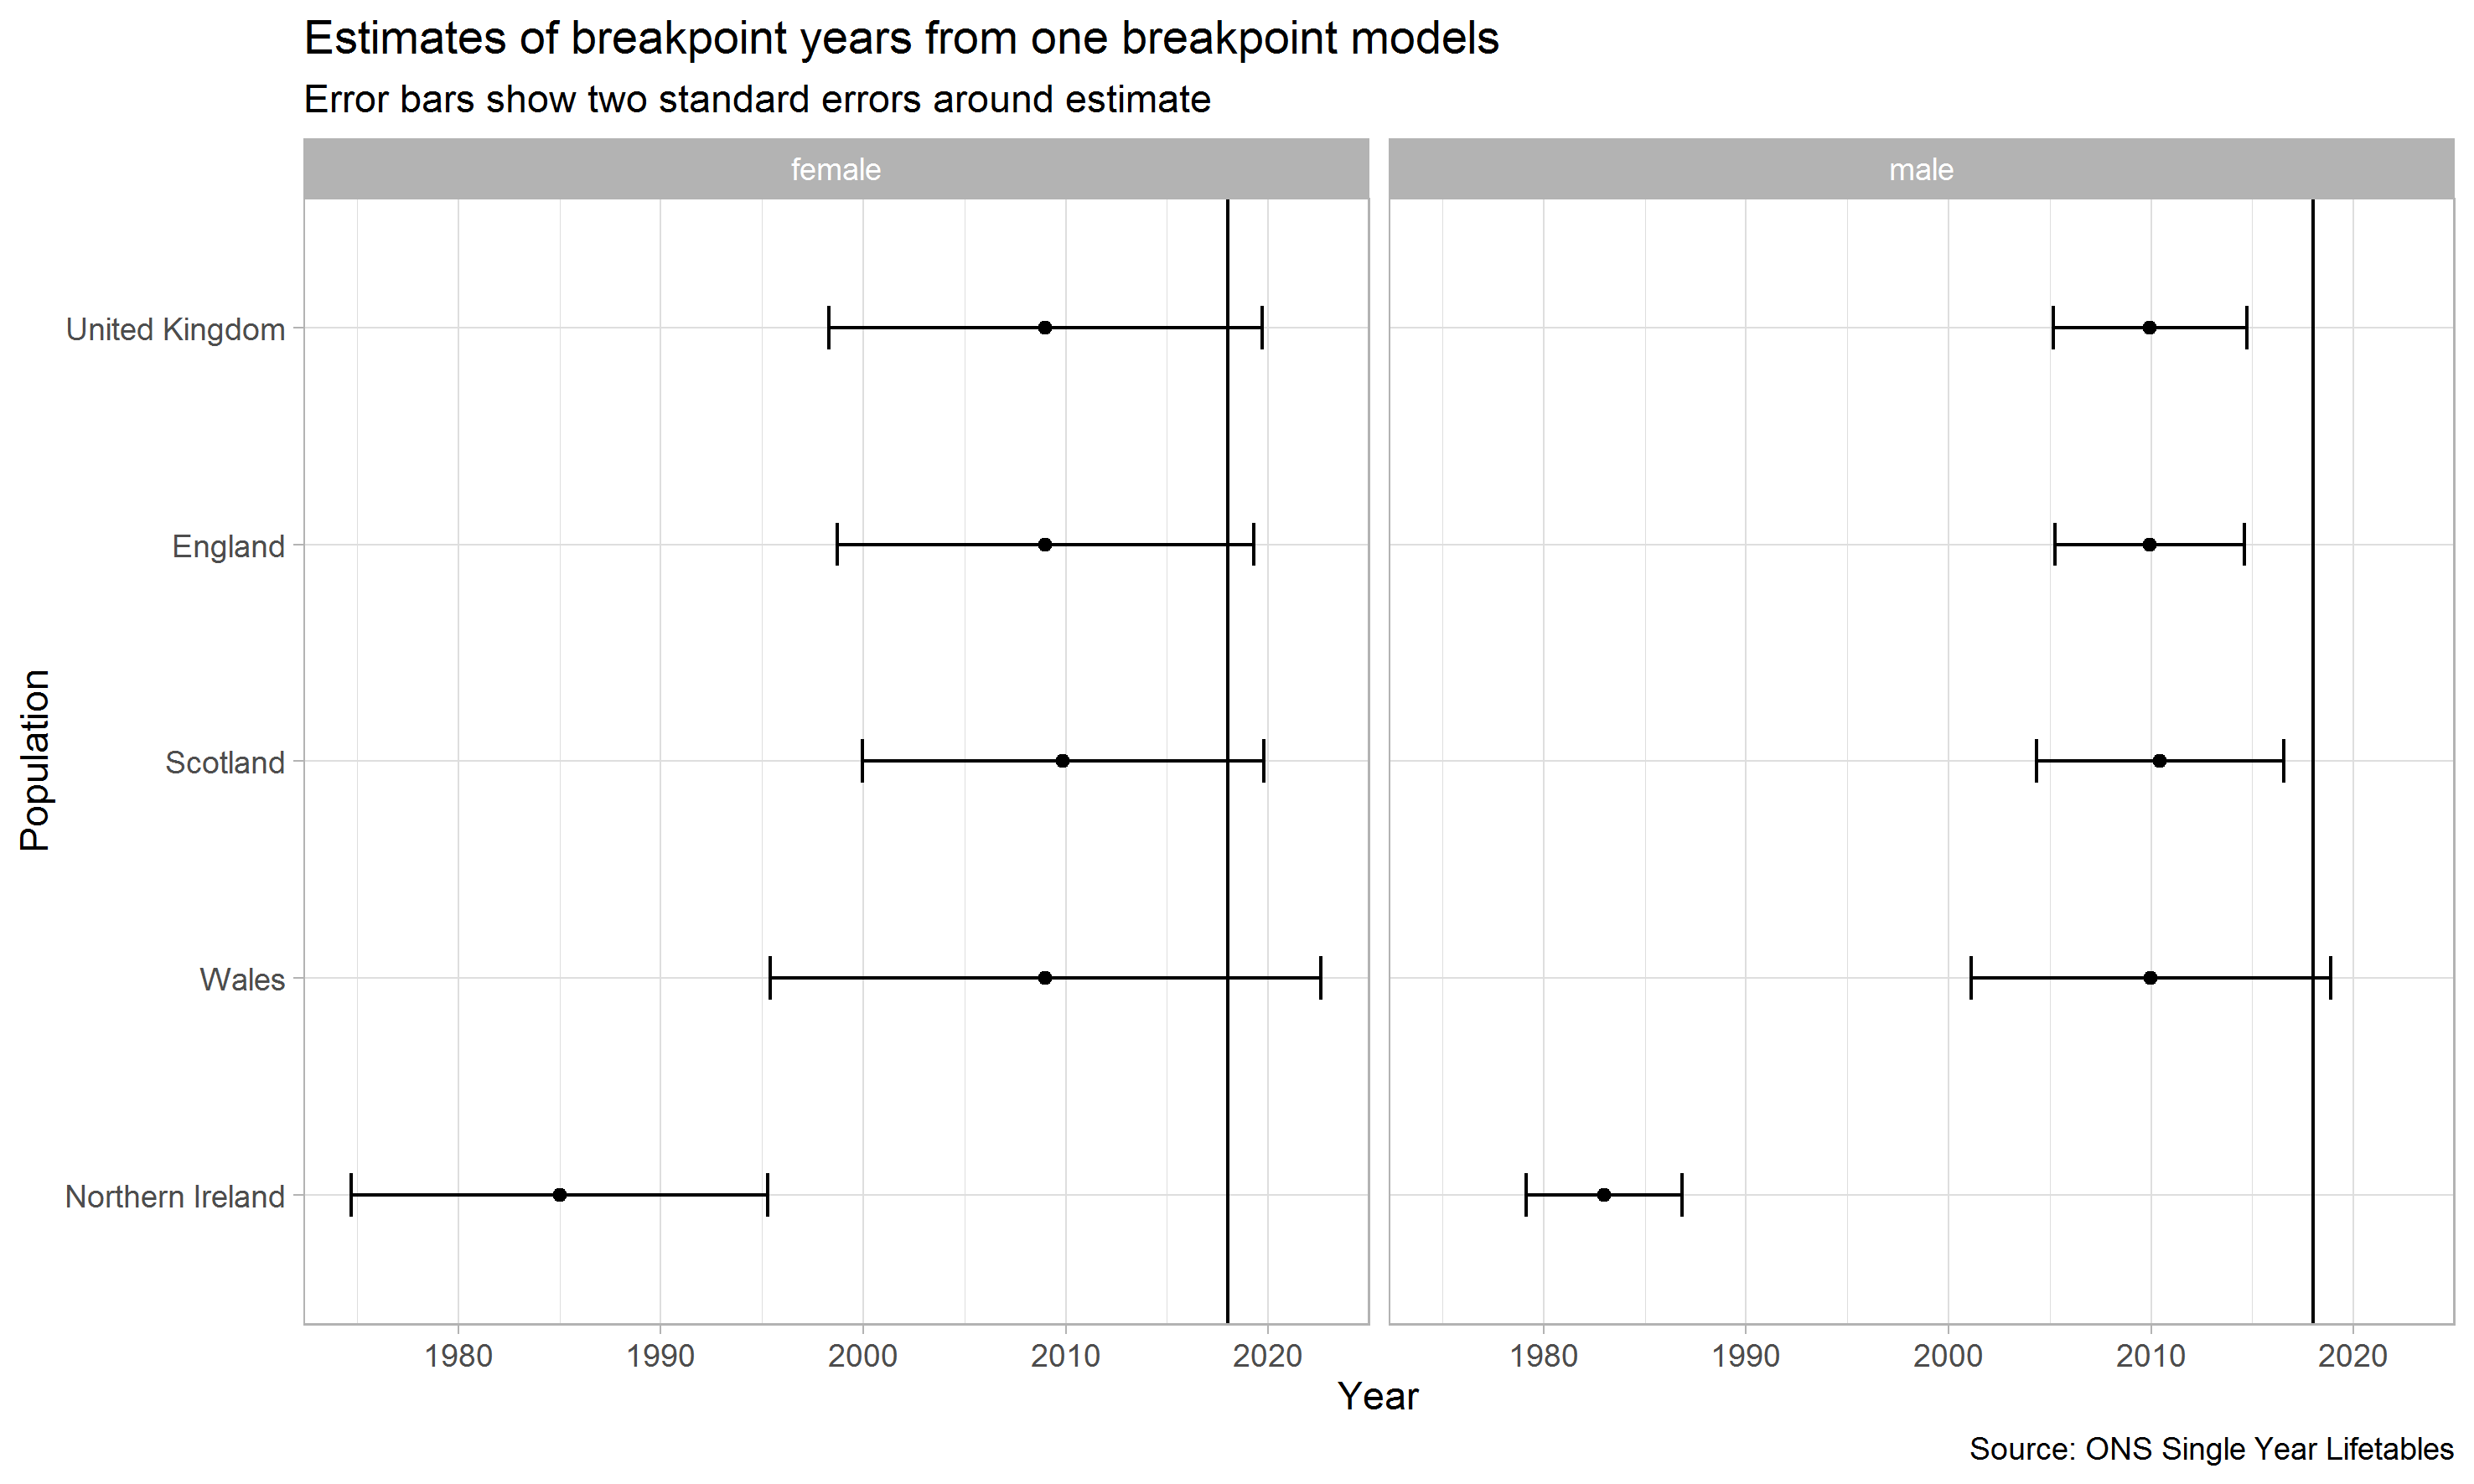 Estimates of breakpoint years from one breakpoint models
Error bars show two standard errors around estimate
female
male
United Kingdom
England
Scotland
Wales
Northern Ireland
Population
1980 1990 2000 2010 2020
1980 1990 2000 2010 2020
Year
Source: ONS Single Year Lifetables